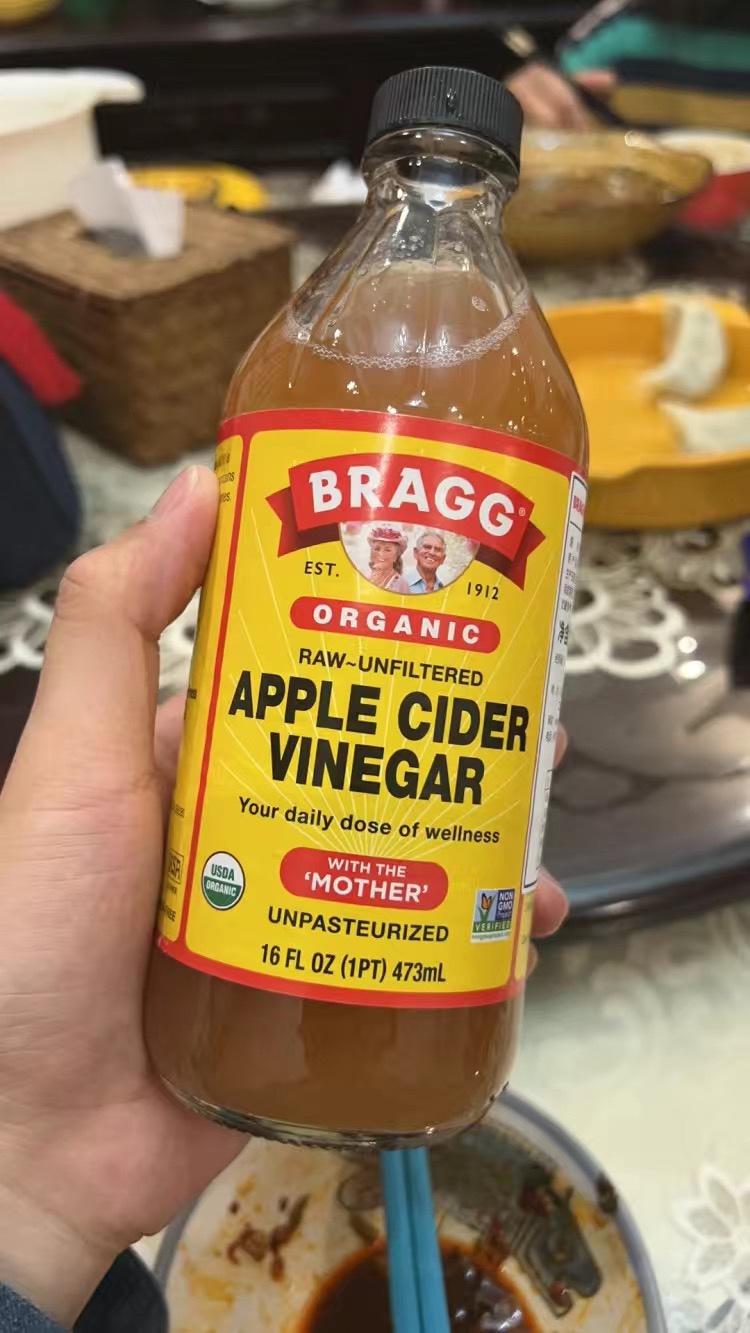 BRAGG®
EST. 1912
ORGANIC
RAW~UNFILTERED
APPLE CIDER
VINEGAR
Your daily dose of wellness
WITH THE
‘MOTHER’
USDA
ORGANIC
NON
GMO
Project
VERIFIED
UNPASTEURIZED
16 FL OZ (1PT) 473mL